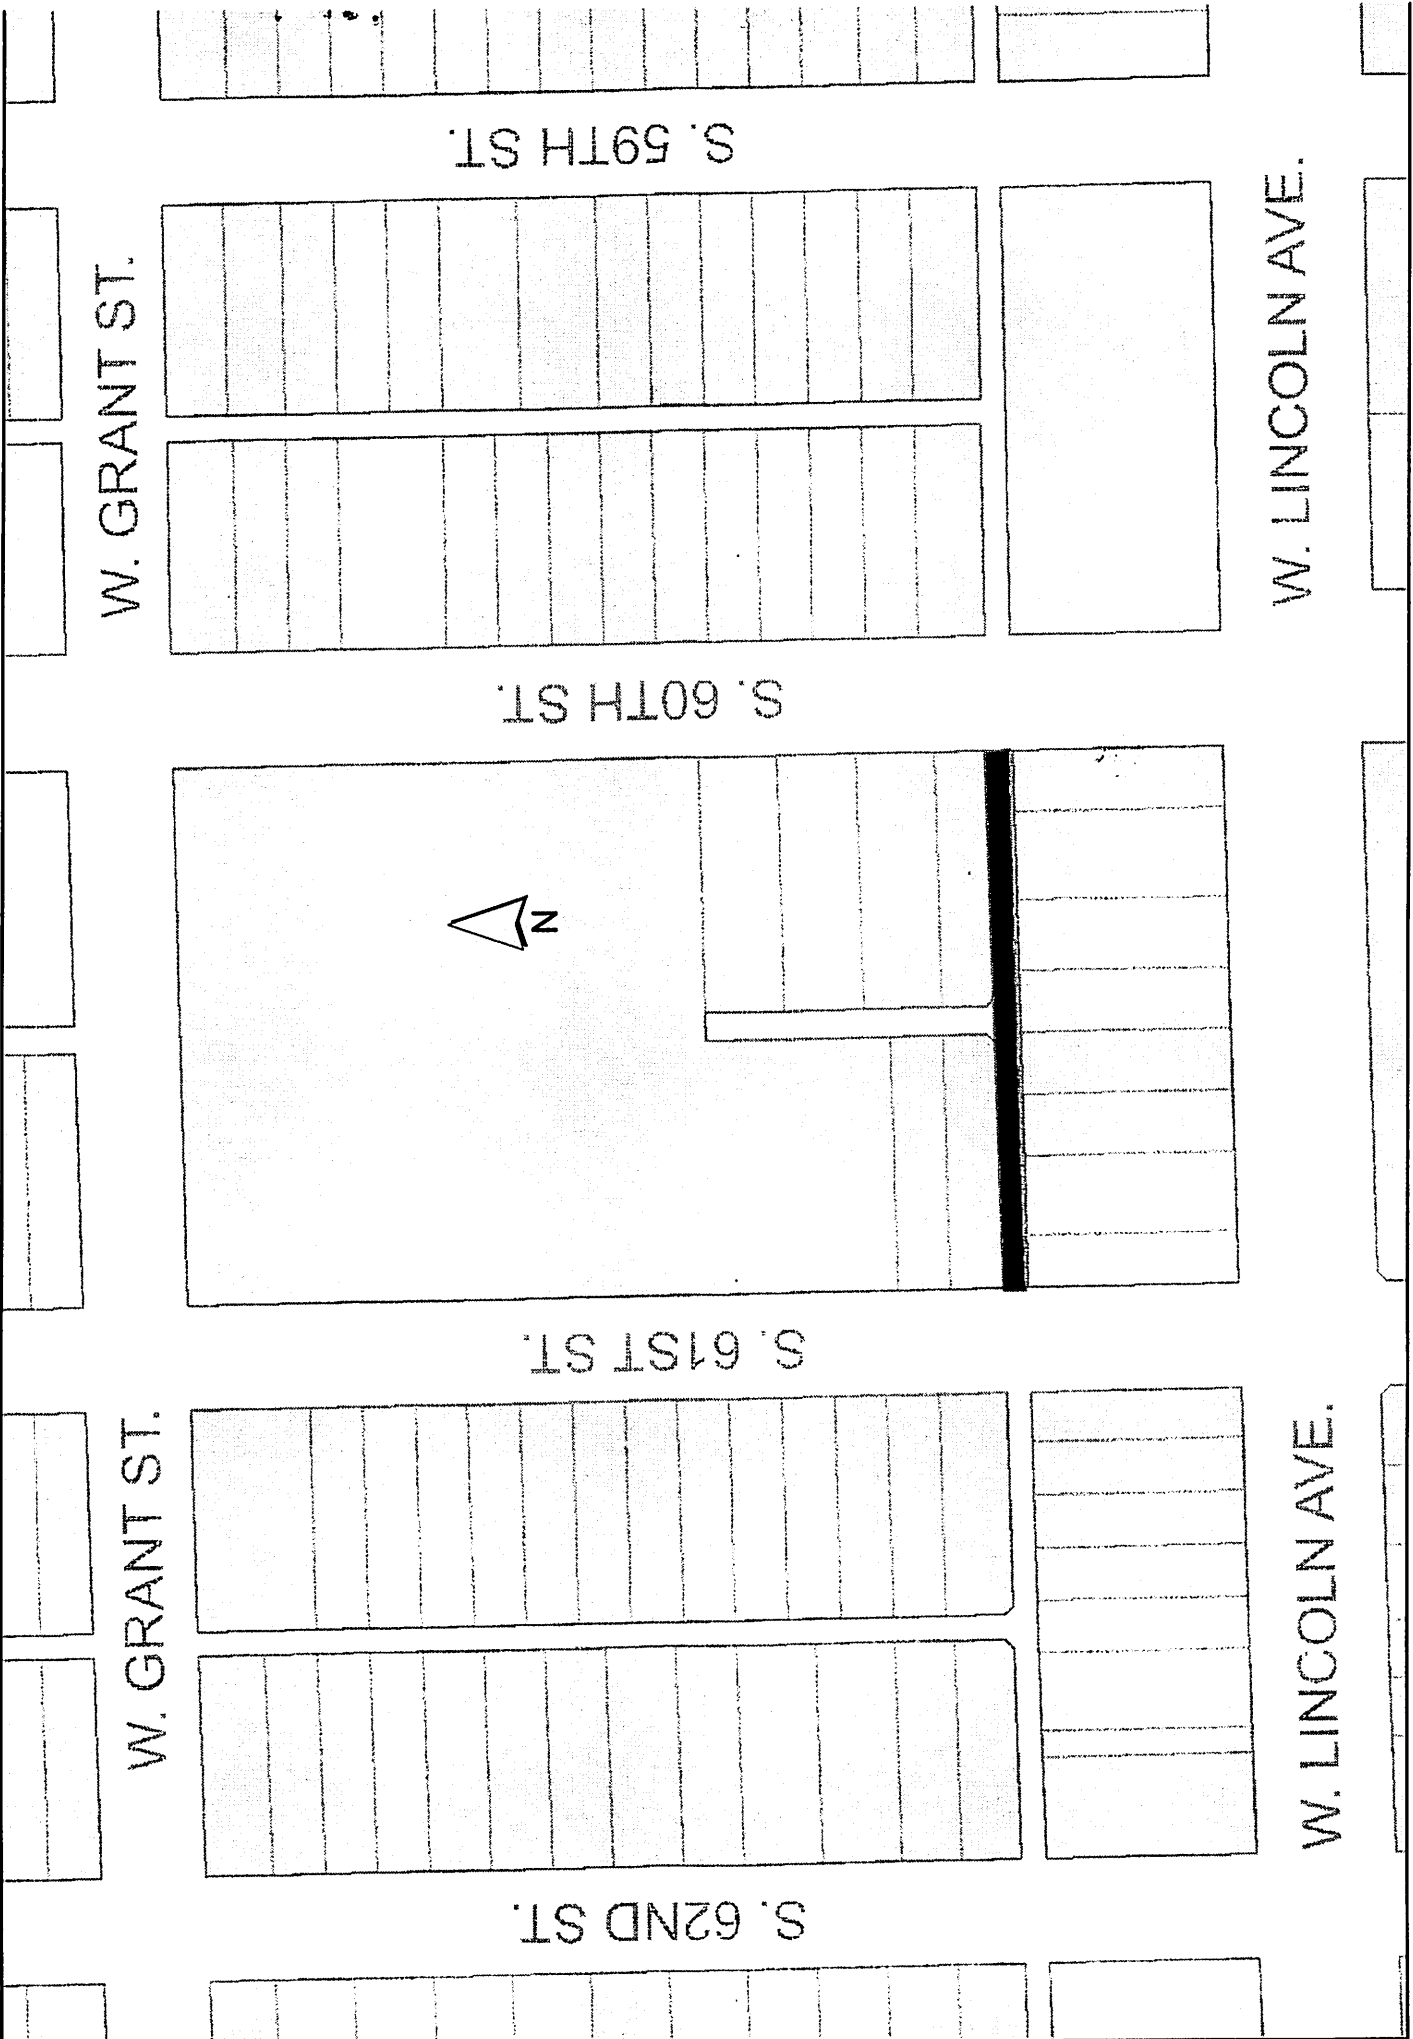 S. 59TH ST.
W. GRANT ST.
W. LINCOLN AVE.
S. 60TH ST.
N
S. 61ST ST.
W. GRANT ST.
W. LINCOLN AVE.
S. 62ND ST.